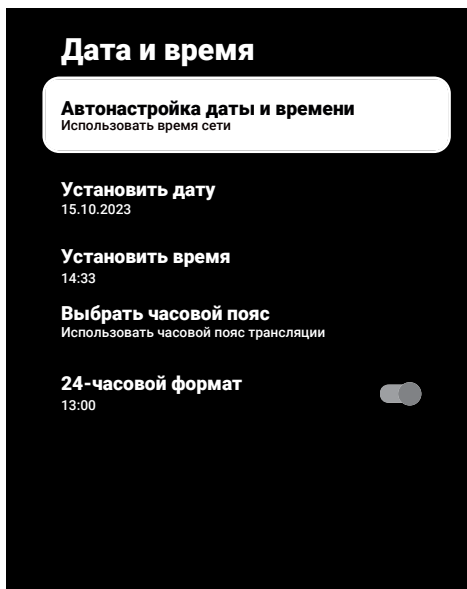 Дата и время
Автонастройка даты и времени
Использовать время сети
Установить дату
15.10.2023
Установить время
14:33
Выбрать часовой пояс
Использовать часовой пояс трансляции
24-часовой формат
13:00